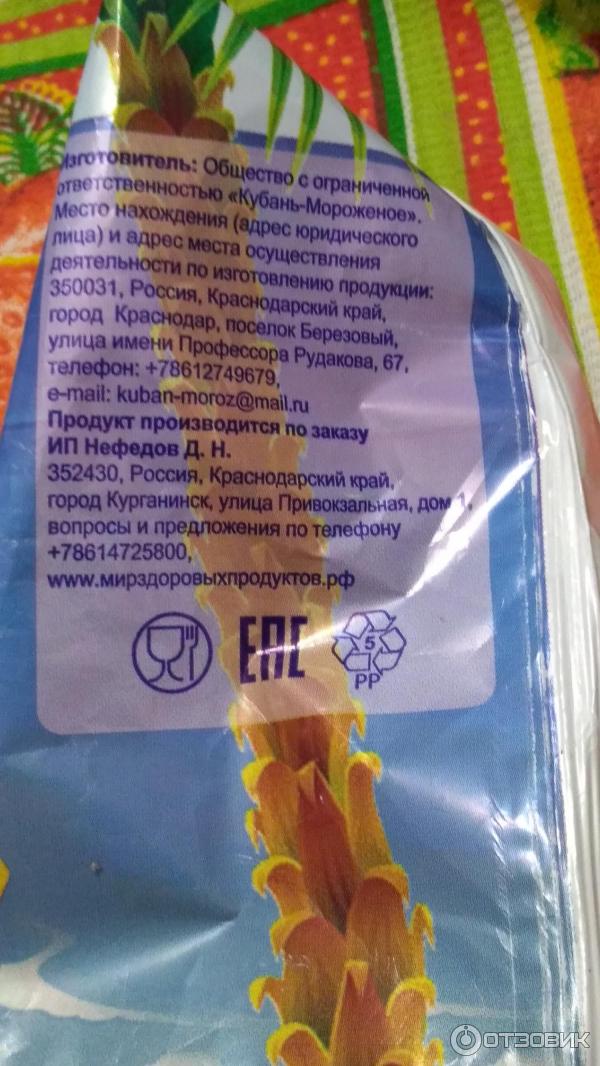 Изготовитель: Общество с ограниченной
ответственностью «Кубань-Мороженое».
Место нахождения (адрес юридического
лица) и адрес места осуществления
деятельности по изготовлению продукции:
350031, Россия, Краснодарский край,
город Краснодар, поселок Березовый,
улица имени Профессора Рудакова, 67,
телефон: +78612749679,
e-mail: kuban-moroz@mail.ru
Продукт производится по заказу
ИП Нефедов Д. Н.
352430, Россия, Краснодарский край,
город Курганинск, улица Привокзальная, дом 1,
вопросы и предложения по телефону
+78614725800,
www.мирздоровыхпродуктов.рф
ЕПС
5
PP
ОТЗОВИК